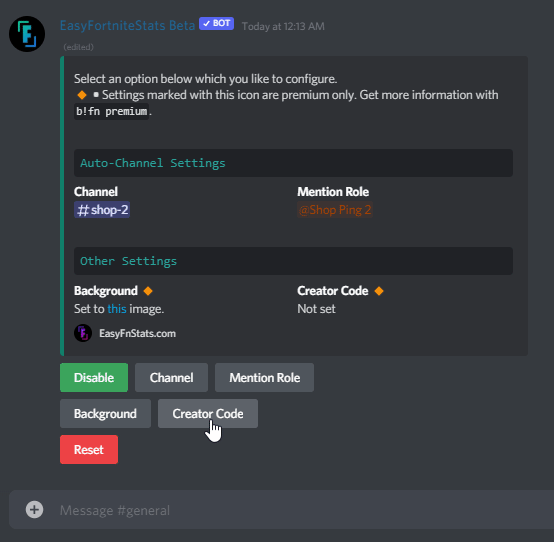 EasyFortniteStats Beta ✓ BOT Today at 12:13 AM
(edited)
Select an option below which you like to configure.
🔸▪Settings marked with this icon are premium only. Get more information with
b!fn premium.
Auto-Channel Settings
Channel Mention Role
#shop-2 @Shop Ping 2
Other Settings
Background 🔸 Creator Code 🔸
Set to this image. Not set
EasyFnStats.com
Disable Channel Mention Role
Background Creator Code
Reset
Message #general